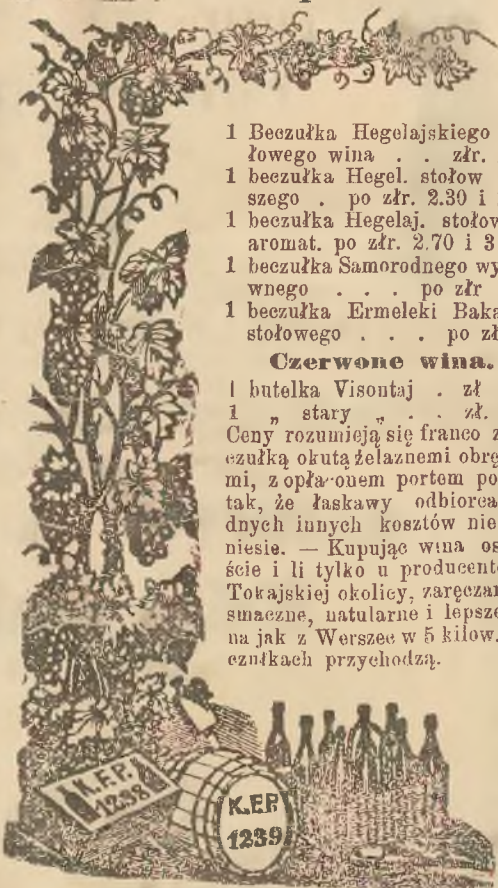 1 Beczułka Hegelajskiego
łowego wina . . złr.
1 beczułka Hegel. stołow
szego . po złr. 2.30 i
1 beczułka Hegelaj. stołow
aromat. po złr. 2.70 i 3
1 beczułka Samorodnego wy
wnego . . . po złr
1 beczułka Ermeleki Baka
stołowego . . . po zł
Czerwone wina.
1 butelka Visontaj . zł
1 „ stary „ . . zł.
Ceny rozumieją się franco z
czułką okutą żelaznemi obrę
mi, z opłaconem portem po
tak, że łaskawy odbiorca
dnych innych kosztów nie
niesie. — Kupując wina os
ście i li tylko u producentó
Tokajskiej okolicy, zaręczam
smaczne, naturalne i lepsze
na jak z Werszec w 5 kilow.
czułkach przychodzą.
K.F.P.
1238
K.F.P.
1239